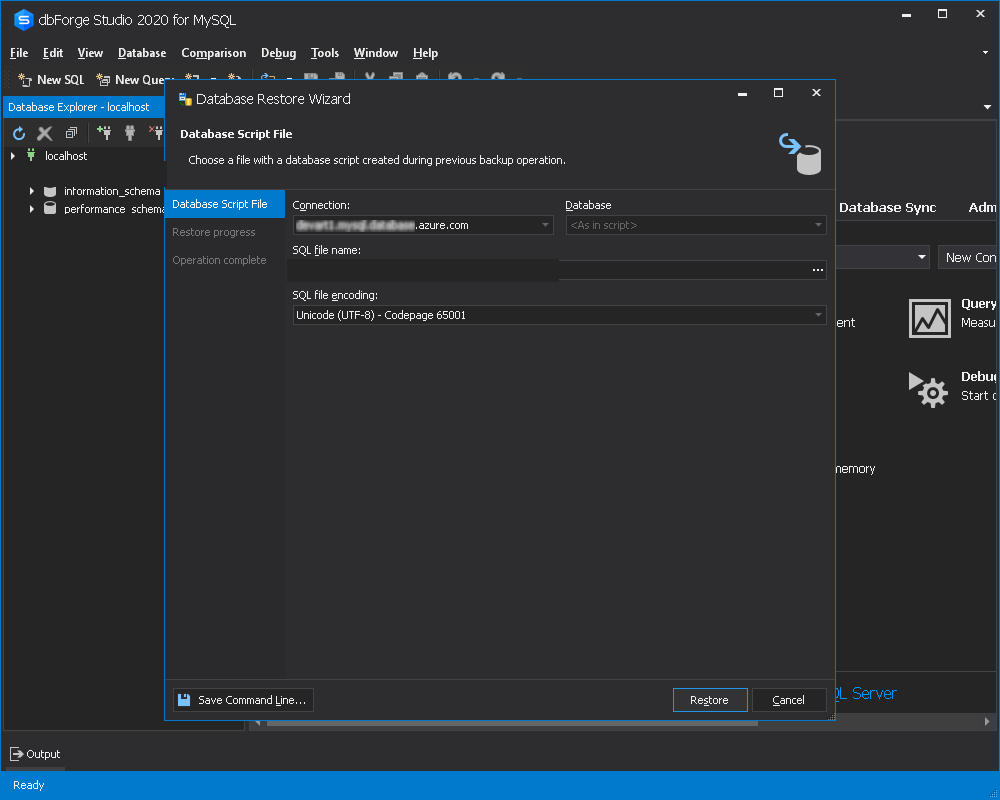 dbForge Studio 2020 for MySQL
File Edit View Database Comparison Debug Tools Window Help
New SQL New Que
Database Explorer - localhost
localhost
information_schema
performance_schema
Database Restore Wizard
Database Script File
Choose a file with a database script created during previous backup operation.
Database Script File
Restore progress
Operation complete
Connection:
.azure.com
Database
<As in script>
SQL file name:
...
SQL file encoding:
Unicode (UTF-8) - Codepage 65001
Save Command Line...
Restore
Cancel
Database Sync Adm
New Con
Query
Measu
ent
Debug
Start
memory
QL Server
Output
Ready